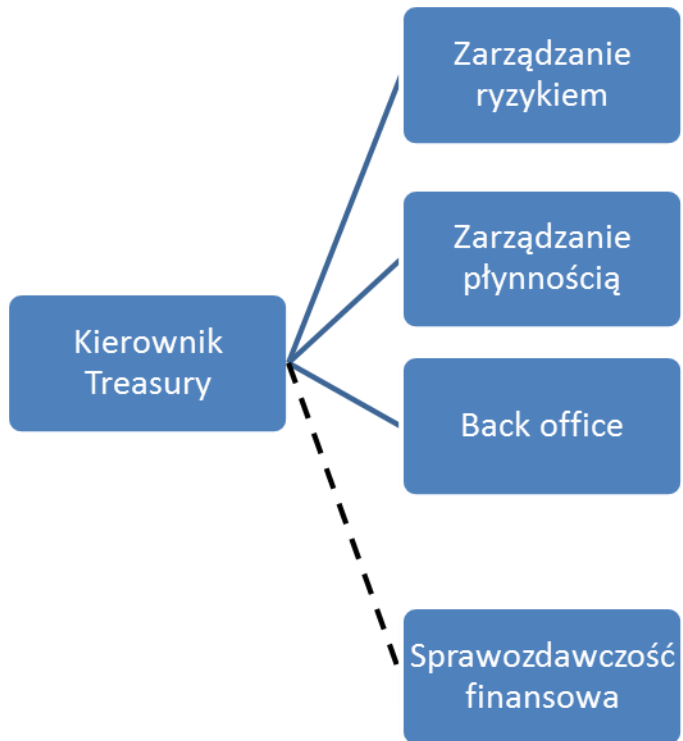 Zarządzanie
ryzykiem
Zarządzanie
płynnością
Kierownik
Treasury
Back office
Sprawozdawczość
finansowa